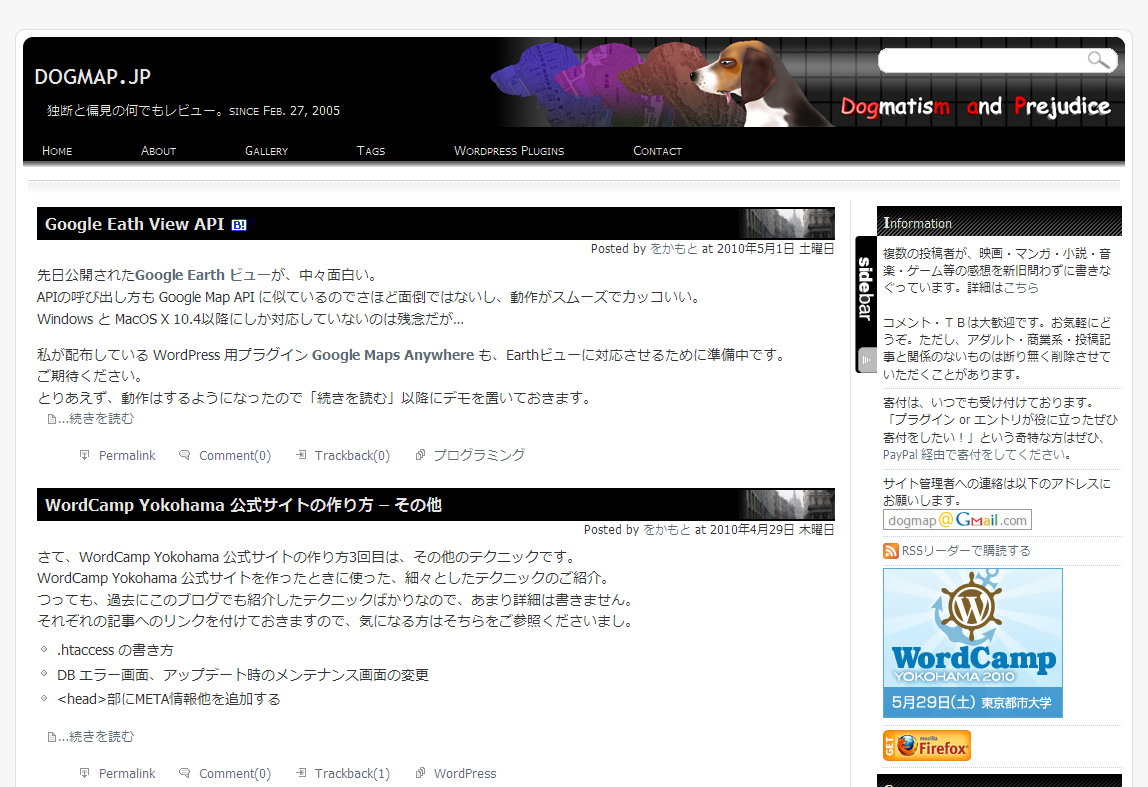 DOGMAP.JP
独断と偏見の何でもレビュー。SINCE FEB. 27, 2005
Dogmatism and Prejudice
HOME
ABOUT
GALLERY
TAGS
WORDPRESS PLUGINS
CONTACT
Google Eath View API B!
Posted by をかもと at 2010年5月1日 土曜日
先日公開されたGoogle Earth ビューが、中々面白い。
APIの呼び出し方も Google Map API に似ているのでさほど面倒ではないし、動作がスムーズでカッコいい。
Windows と MacOS X 10.4以降にしか対応していないのは残念だが...
私が配布している WordPress 用プラグイン Google Maps Anywhere も、Earthビューに対応させるために準備中です。
ご期待ください。
とりあえず、動作はするようになったので「続きを読む」以降にデモを置いておきます。
...続きを読む
Permalink
Comment(0)
Trackback(0)
プログラミング
WordCamp Yokohama 公式サイトの作り方 – その他
Posted by をかもと at 2010年4月29日 木曜日
さて、WordCamp Yokohama 公式サイトの作り方3回目は、その他のテクニックです。
WordCamp Yokohama 公式サイトを作ったときに使った、細々としたテクニックのご紹介。
つっても、過去にこのブログでも紹介したテクニックばかりなので、あまり詳細は書きません。
それぞれの記事へのリンクを付けておきますので、気になる方はそちらをご参照くださいまし。
.htaccess の書き方
DB エラー画面、アップデート時のメンテナンス画面の変更
<head>部にMETA情報他を追加する
...続きを読む
Permalink
Comment(0)
Trackback(1)
WordPress
sidebar
Information
複数の投稿者が、映画・マンガ・小説・音
楽・ゲーム等の感想を新旧問わずに書きな
ぐっています。詳細はこちら
コメント・ＴＢは大歓迎です。お気軽にど
うぞ。ただし、アダルト・商業系・投稿記
事と関係のないものは断り無く削除させて
いただくことがあります。
寄付は、いつでも受け付けております。
「プラグイン or エントリが役に立ったぜひ
寄付をしたい！」という奇特な方はぜひ、
PayPal 経由で寄付をしてください。
サイト管理者への連絡は以下のアドレスに
お願いします。
dogmap@Gmail.com
RSSリーダーで購読する
WordCamp
YOKOHAMA 2010
5月29日(土) 東京都市大学
GET mozilla Firefox